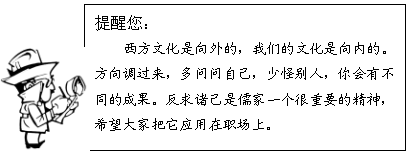 提醒您：
西方文化是向外的，我们的文化是向内的。
方向调过来，多问问自己，少怪别人，你会有不
同的成果。反求诸己是儒家一个很重要的精神，
希望大家把它应用在职场上。